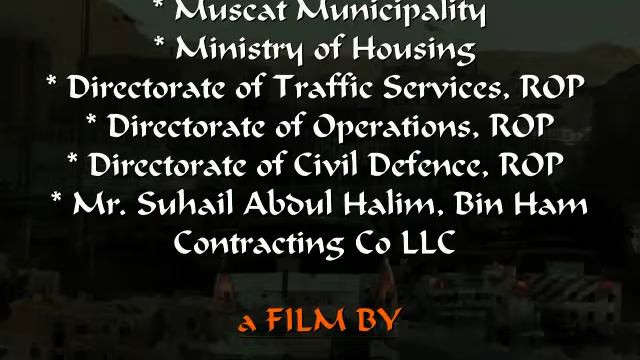 * Muscat Municipality
* Ministry of Housing
* Directorate of Traffic Services, ROP
* Directorate of Operations, ROP
* Directorate of Civil Defence, ROP
* Mr. Suhail Abdul Halim, Bin Ham
Contracting Co LLC
a FILM BY